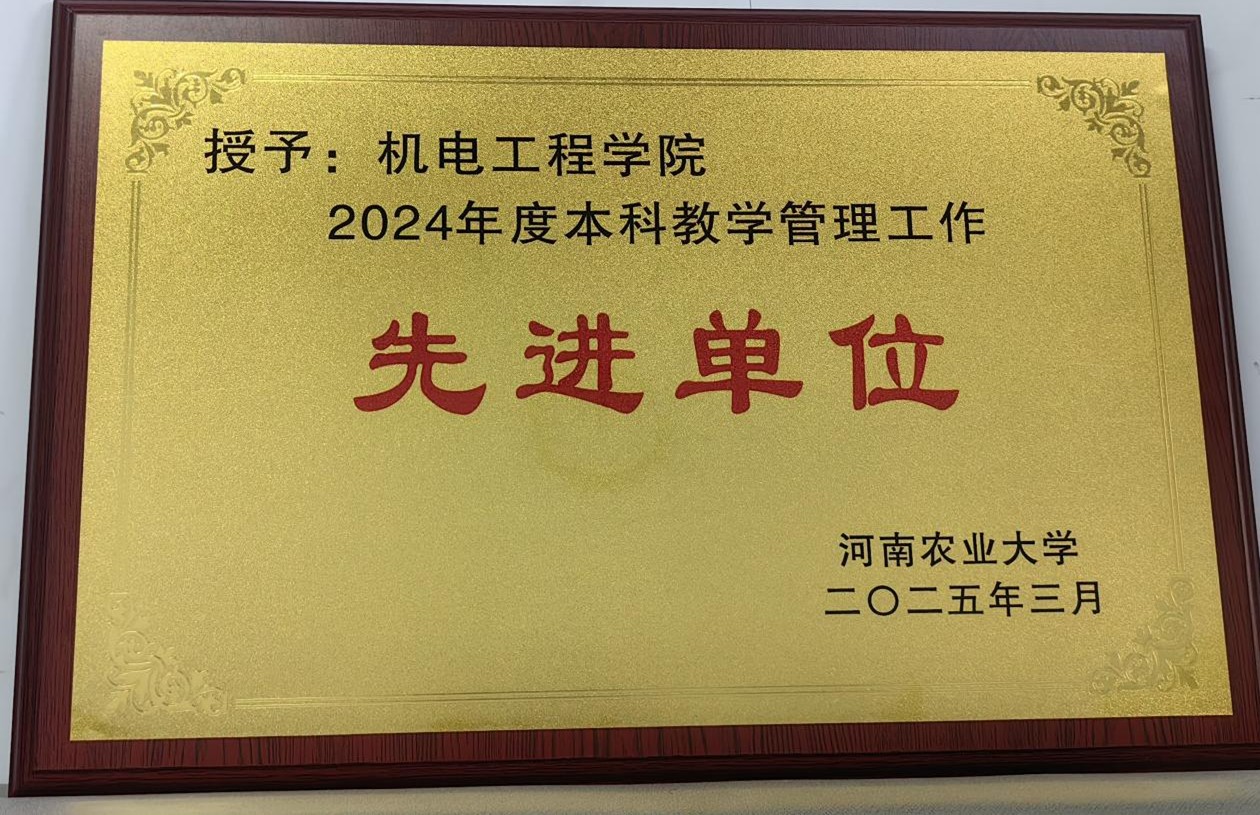 授予：机电工程学院
2024年度本科教学管理工作
先进单位
河南农业大学
二〇二五年三月